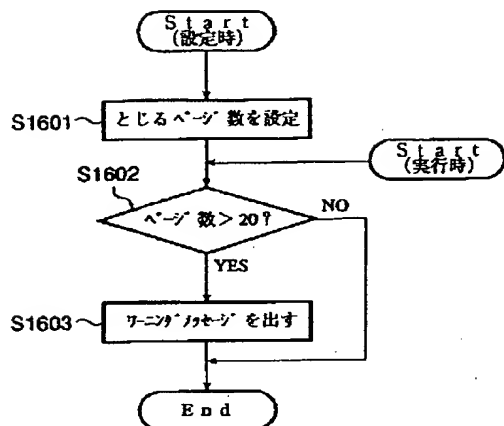 Start
(設定時)
S1601
とじるページ数を設定
Start
(実行時)
S1602
ページ数>20?
NO
YES
S1603
ワーニングメッセージを出す
End